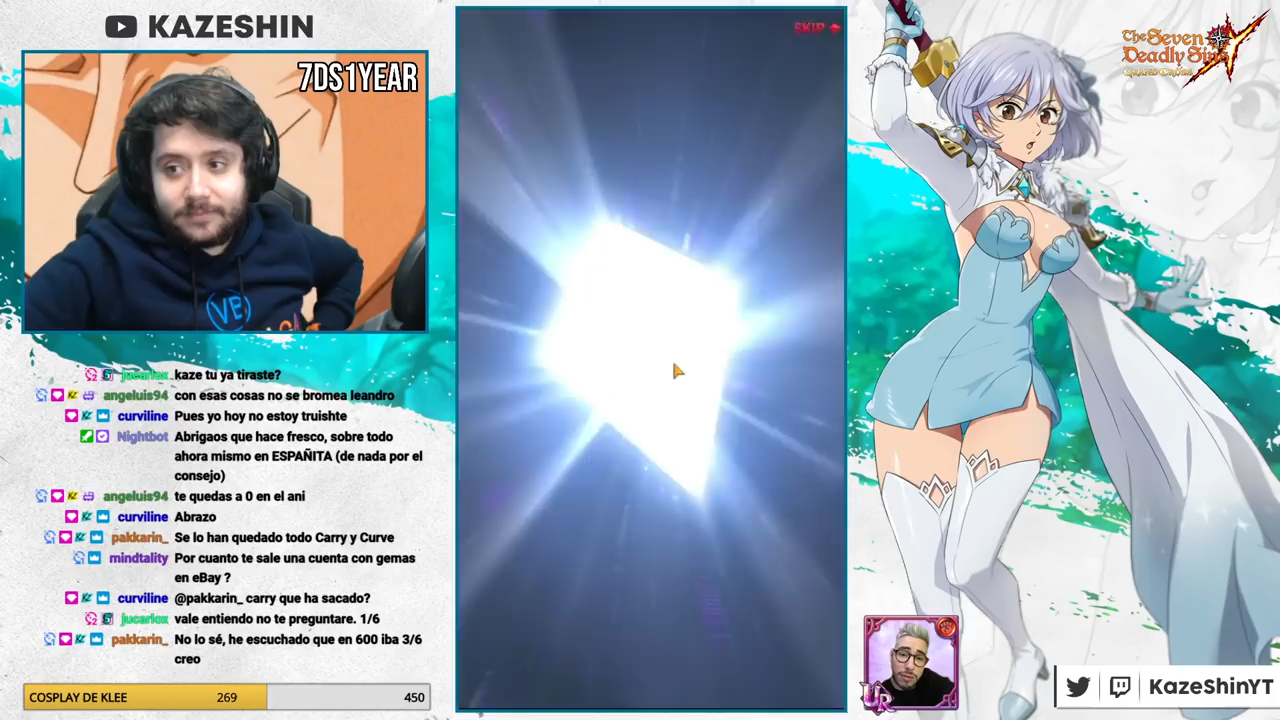 KAZESHIN
7DS1YEAR
SKIP
The Seven
Deadly Sins
GRAND CROSS
VB
jucarlox kaze tu ya tiraste?
angeluis94 con esas cosas no se bromea leandro
curviline Pues yo hoy no estoy truishte
Nightbot Abrigaos que hace fresco, sobre todo
ahora mismo en ESPAÑITA (de nada por el
consejo)
angeluis94 te quedas a 0 en el ani
curviline Abrazo
pakkarin_ Se lo han quedado todo Carry y Curve
mindtality Por cuanto te sale una cuenta con gemas
en eBay ?
curviline @pakkarin_ carry que ha sacado?
jucarlox vale entiendo no te preguntare. 1/6
pakkarin_ No lo sé, he escuchado que en 600 iba 3/6
creo
COSPLAY DE KLEE 269 450
UR
KazeShinYT